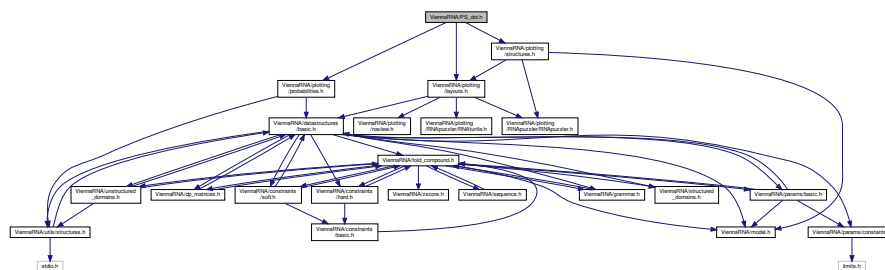 ViennaRNA/PS_dot.h
ViennaRNA/plotting
/structures.h
ViennaRNA/plotting
/probabilities.h
ViennaRNA/plotting
/layouts.h
ViennaRNA/datastructures
/basic.h
ViennaRNA/plotting
/naview.h
ViennaRNA/plotting
/RNApuzzler/RNAturtle.h
ViennaRNA/plotting
/RNApuzzler/RNApuzzler.h
ViennaRNA/fold_compound.h
ViennaRNA/unstructured
_domains.h
ViennaRNA/dp_matrices.h
ViennaRNA/constraints
/soft.h
ViennaRNA/constraints
/hard.h
ViennaRNA/zscore.h
ViennaRNA/sequence.h
ViennaRNA/grammar.h
ViennaRNA/structured
_domains.h
ViennaRNA/params/basic.h
ViennaRNA/utils/structures.h
ViennaRNA/constraints
/basic.h
ViennaRNA/model.h
ViennaRNA/params/constants.h
stdio.h
limits.h